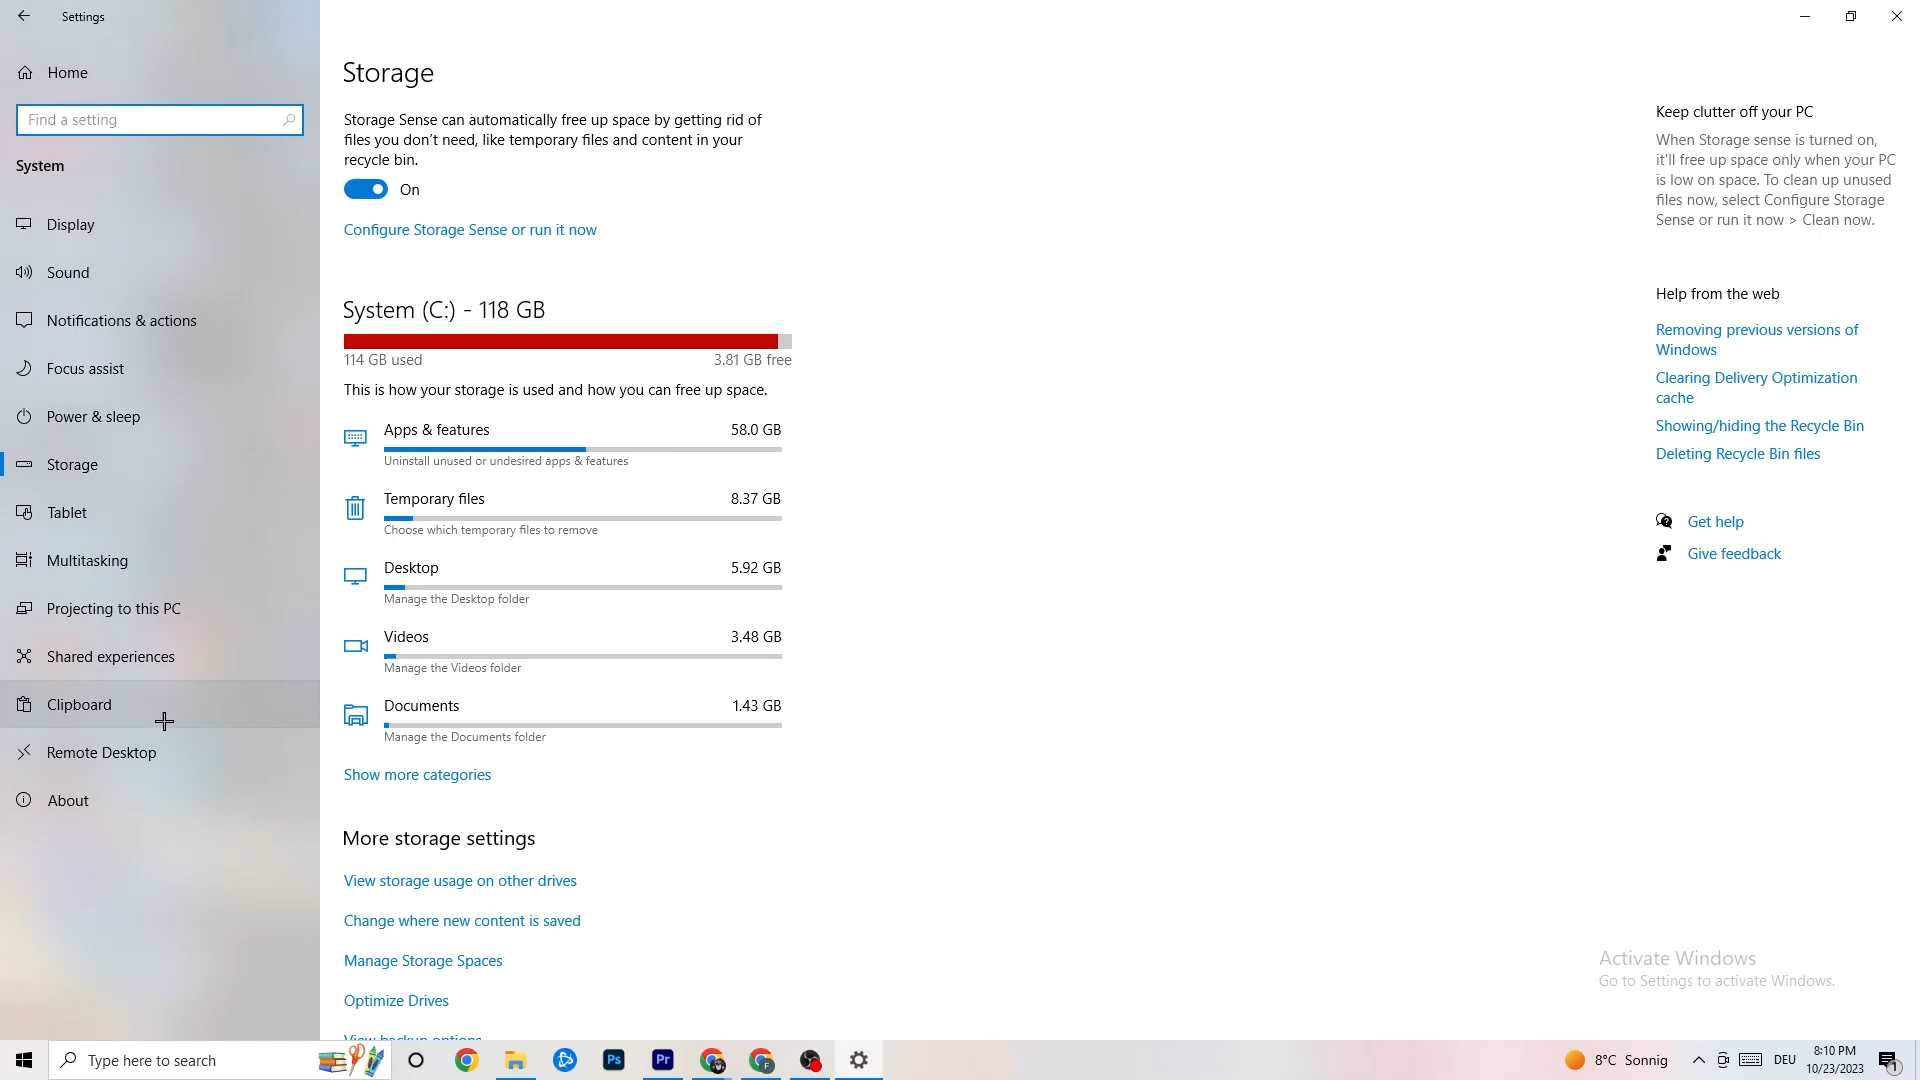 Settings
Home
Find a setting
System
Display
Sound
Notifications & actions
Focus assist
Power & sleep
Storage
Tablet
Multitasking
Projecting to this PC
Shared experiences
Clipboard
Remote Desktop
About
Storage
Storage Sense can automatically free up space by getting rid of
files you don’t need, like temporary files and content in your
recycle bin.
On
Configure Storage Sense or run it now
System (C:) - 118 GB
114 GB used 3.81 GB free
This is how your storage is used and how you can free up space.
Apps & features 58.0 GB
Uninstall unused or undesired apps & features
Temporary files 8.37 GB
Choose which temporary files to remove
Desktop 5.92 GB
Manage the Desktop folder
Videos 3.48 GB
Manage the Videos folder
Documents 1.43 GB
Manage the Documents folder
Show more categories
More storage settings
View storage usage on other drives
Change where new content is saved
Manage Storage Spaces
Optimize Drives
View backup options
Keep clutter off your PC
When Storage sense is turned on,
it'll free up space only when your PC
is low on space. To clean up unused
files now, select Configure Storage
Sense or run it now > Clean now.
Help from the web
Removing previous versions of
Windows
Clearing Delivery Optimization
cache
Showing/hiding the Recycle Bin
Deleting Recycle Bin files
Get help
Give feedback
Activate Windows
Go to Settings to activate Windows.
Type here to search
Ps
Pr
F
8°C Sonnig
DEU
8:10 PM
10/23/2023
1